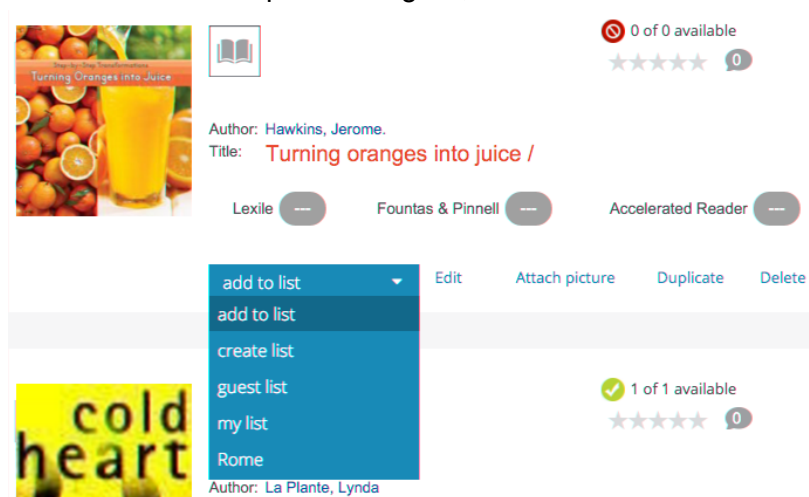 0 of 0 available
Step-by-Step Transformations
Turning Oranges into Juice
0
Author: Hawkins, Jerome.
Title: Turning oranges into juice /
Lexile --- Fountas & Pinnell --- Accelerated Reader ---
add to list Edit Attach picture Duplicate Delete
add to list
create list
guest list
my list
Rome
1 of 1 available
0
cold
heart
Author: La Plante, Lynda